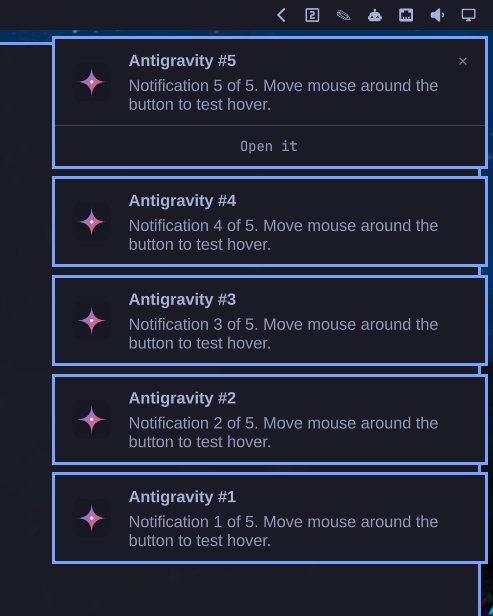 2
Antigravity #5
×
Notification 5 of 5. Move mouse around the
button to test hover.
Open it
Antigravity #4
Notification 4 of 5. Move mouse around the
button to test hover.
Antigravity #3
Notification 3 of 5. Move mouse around the
button to test hover.
Antigravity #2
Notification 2 of 5. Move mouse around the
button to test hover.
Antigravity #1
Notification 1 of 5. Move mouse around the
button to test hover.